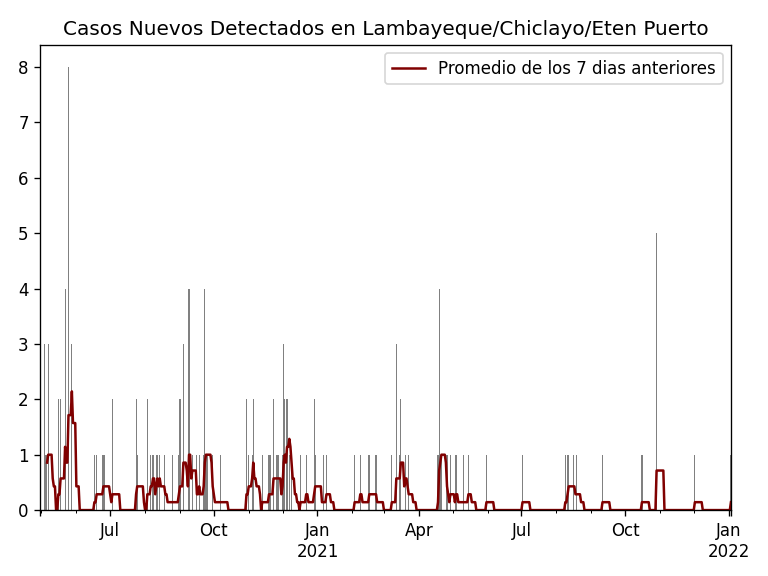 Casos Nuevos Detectados en Lambayeque/Chiclayo/Eten Puerto
Promedio de los 7 dias anteriores
8
7
6
5
4
3
2
1
0
Jul
Oct
Jan
2021
Apr
Jul
Oct
Jan
2022